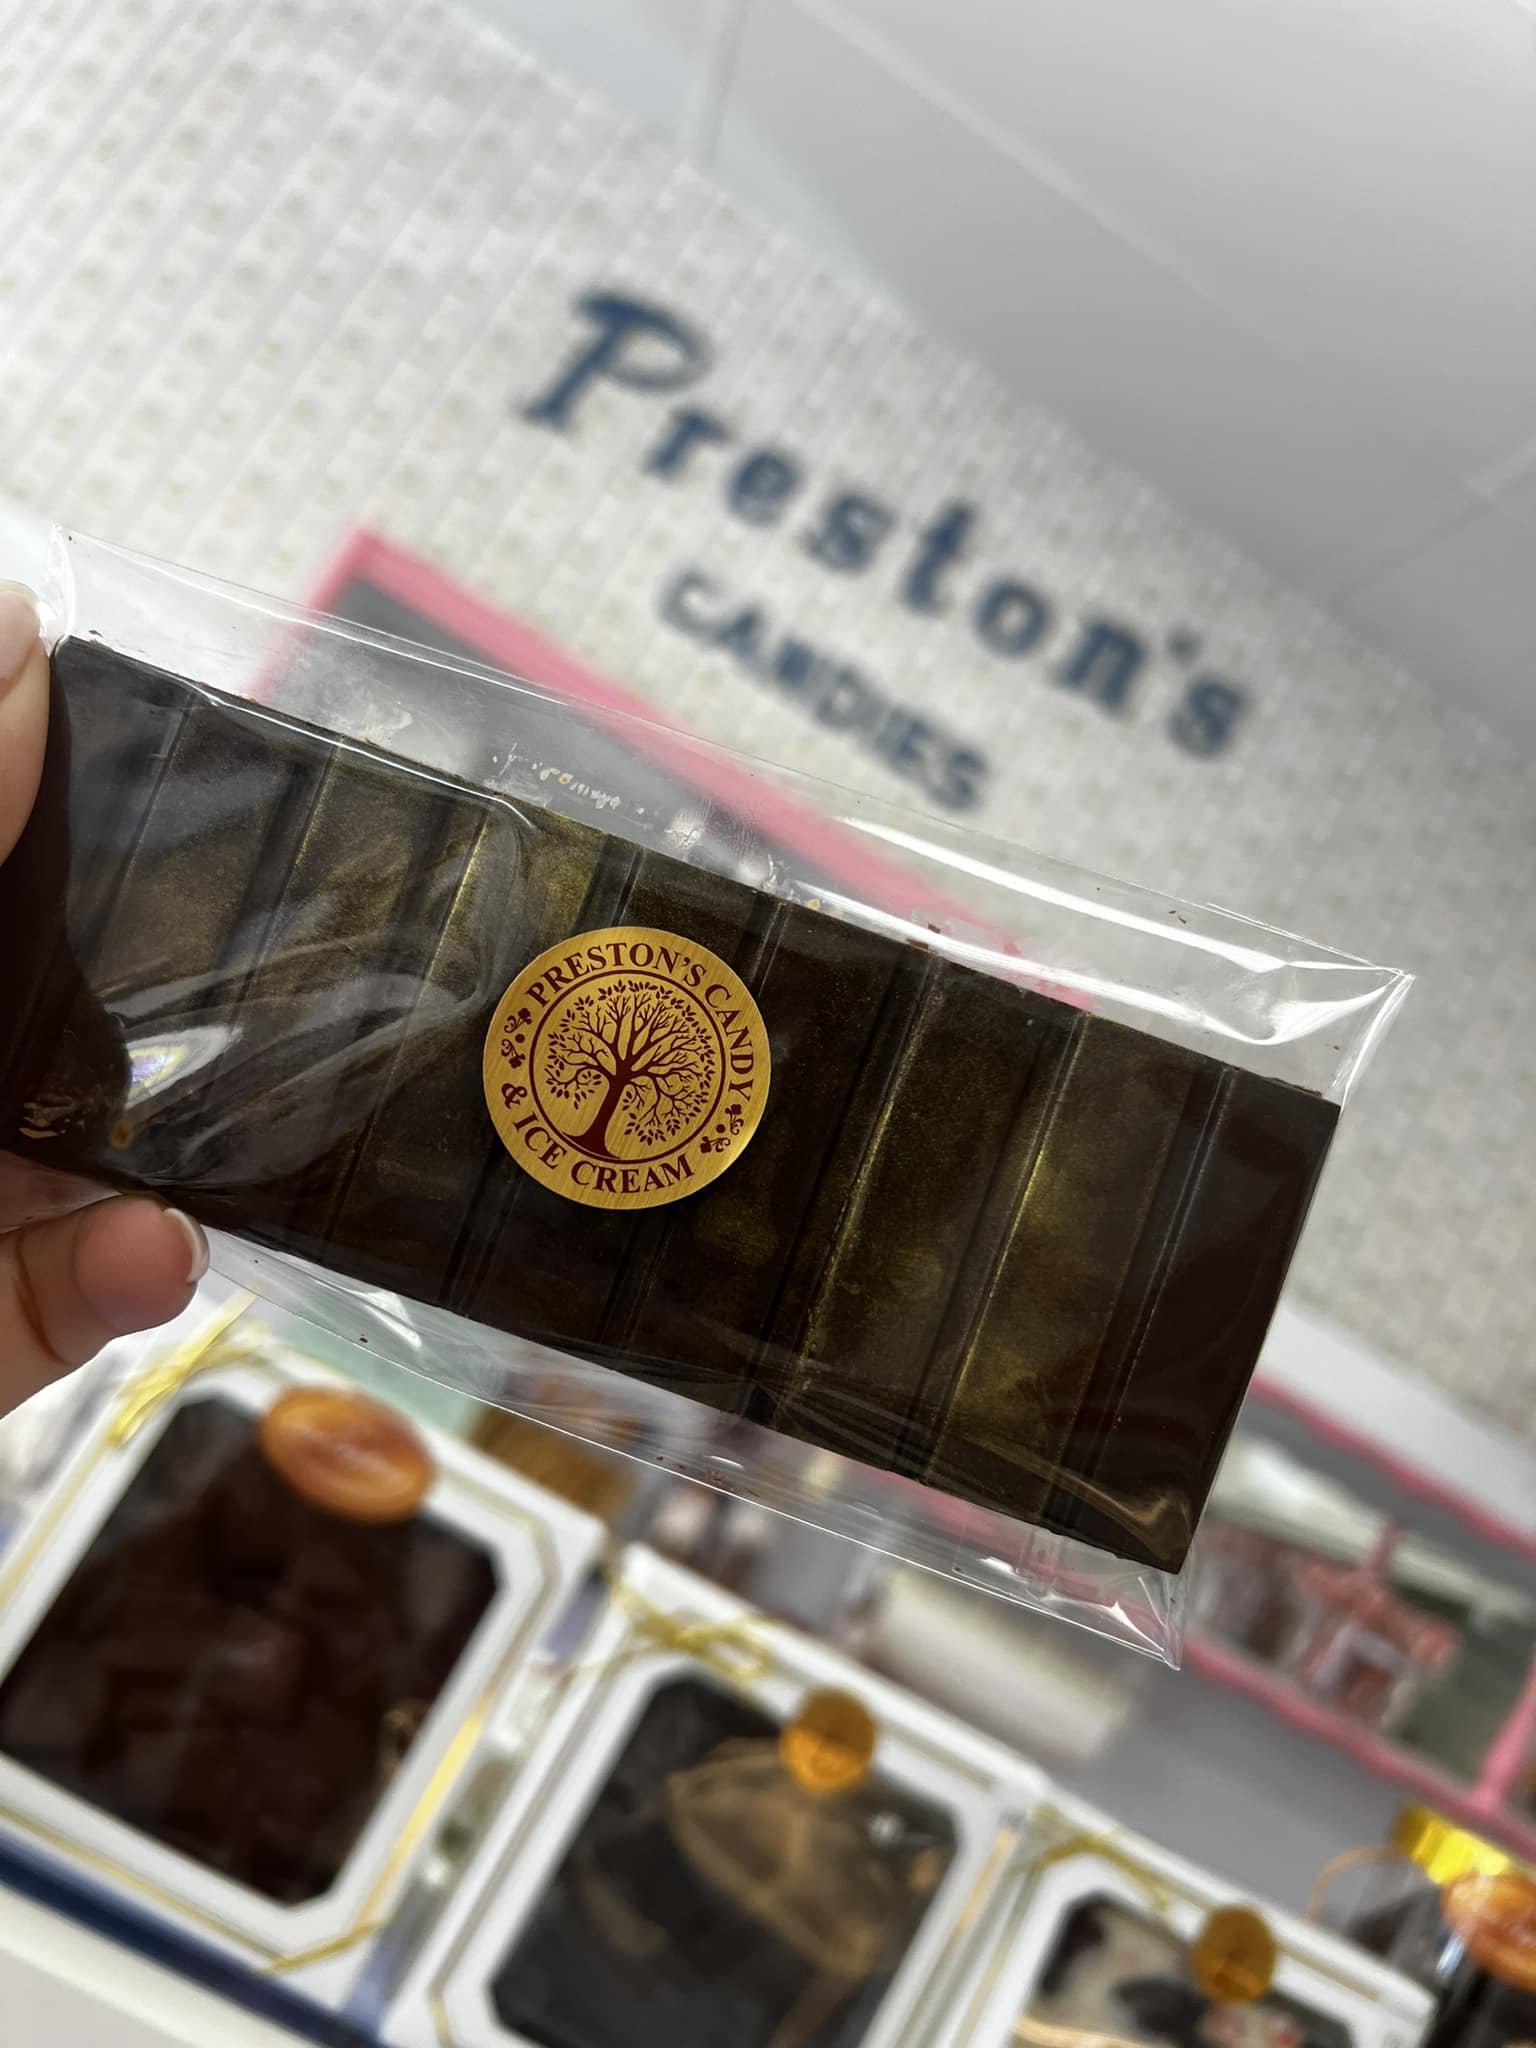 Preston's
CANDIES
PRESTON'S CANDY
& ICE CREAM